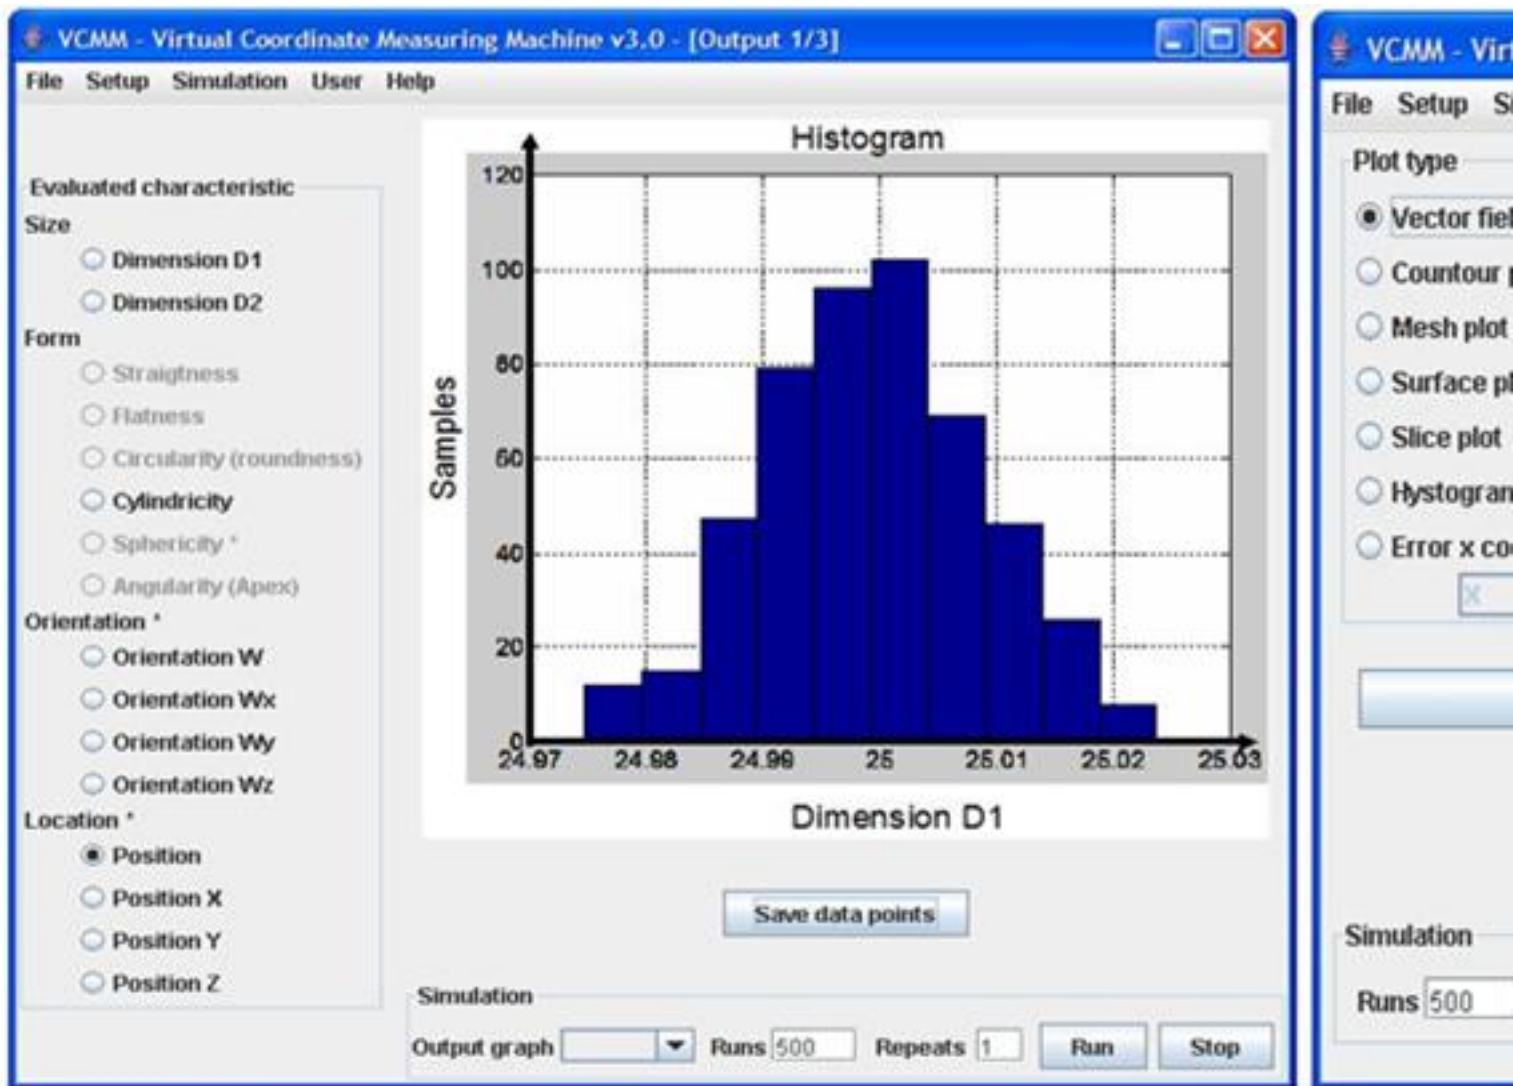 VCMM - Virtual Coordinate Measuring Machine v3.0 - [Output 1/3]
File Setup Simulation User Help
Evaluated characteristic
Size
Dimension D1
Dimension D2
Form
Straigtness
Flatness
Circularity (roundness)
Cylindricity
Sphericity *
Angularity (Apex)
Orientation *
Orientation W
Orientation Wx
Orientation Wy
Orientation Wz
Location *
Position
Position X
Position Y
Position Z
Histogram
120
100
80
60
40
20
0
Samples
24.97 24.98 24.99 25 25.01 25.02 25.03
Dimension D1
Save data points
Simulation
Output graph Runs 500 Repeats 1 Run Stop
VCMM - Virt
File Setup Si
Plot type
Vector fiel
Countour p
Mesh plot
Surface pl
Slice plot
Hystogram
Error x coo
X
Simulation
Runs 500